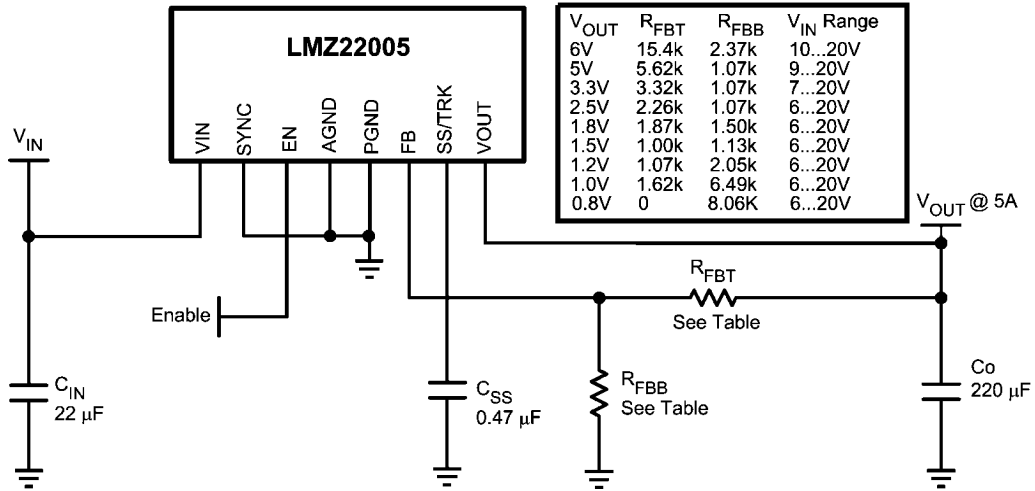 LMZ22005
VIN
SYNC
EN
AGND
PGND
FB
SS/TRK
VOUT
VOUT RFBT RFBB VIN Range
6V 15.4k 2.37k 10...20V
5V 5.62k 1.07k 9...20V
3.3V 3.32k 1.07k 7...20V
2.5V 2.26k 1.07k 6...20V
1.8V 1.87k 1.50k 6...20V
1.5V 1.00k 1.13k 6...20V
1.2V 1.07k 2.05k 6...20V
1.0V 1.62k 6.49k 6...20V
0.8V 0 8.06K 6...20V
VIN
VOUT @ 5A
Enable
RFBT
See Table
CIN
22 μF
CSS
0.47 μF
RFBB
See Table
Co
220 μF